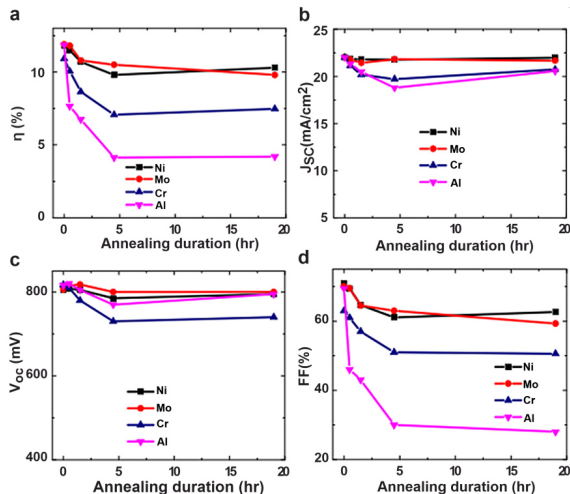 a
η (%)
15
10
5
0
Ni
Mo
Cr
Al
0 5 10 15 20
Annealing duration (hr)
b
JSC(mA/cm²)
25
20
15
10
5
Ni
Mo
Cr
Al
0 5 10 15 20
Annealing duration (hr)
c
VOC (mV)
800
600
400
Ni
Mo
Cr
Al
0 5 10 15 20
Annealing duration (hr)
d
FF(%)
60
40
20
Ni
Mo
Cr
Al
0 5 10 15 20
Annealing duration (hr)